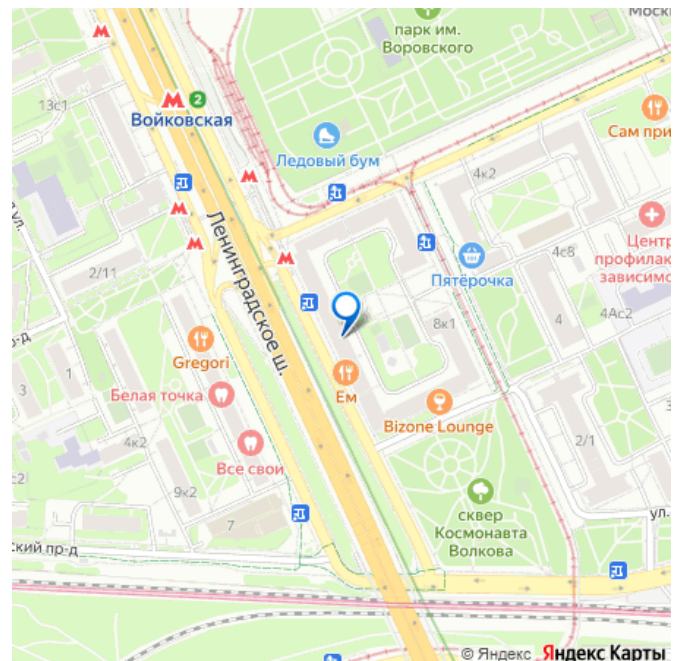 Моск
парк им.
Воровского
13с1
2
Войковская
Сам при
Ледовый бум
4к2
ул.
Ленинградское ш.
Центр
профилак
зависимо
4с8
2/11
Пятёрочка
4Ас2
р-д
8к1
4
Gregori
1
3
Ем
Белая точка
Bizone Lounge
4к2
2/1
с2
Все свои
9к2
сквер
Космонавта
Волкова
7
ул.
ский пр-д
© Яндекс Яндекс Карты